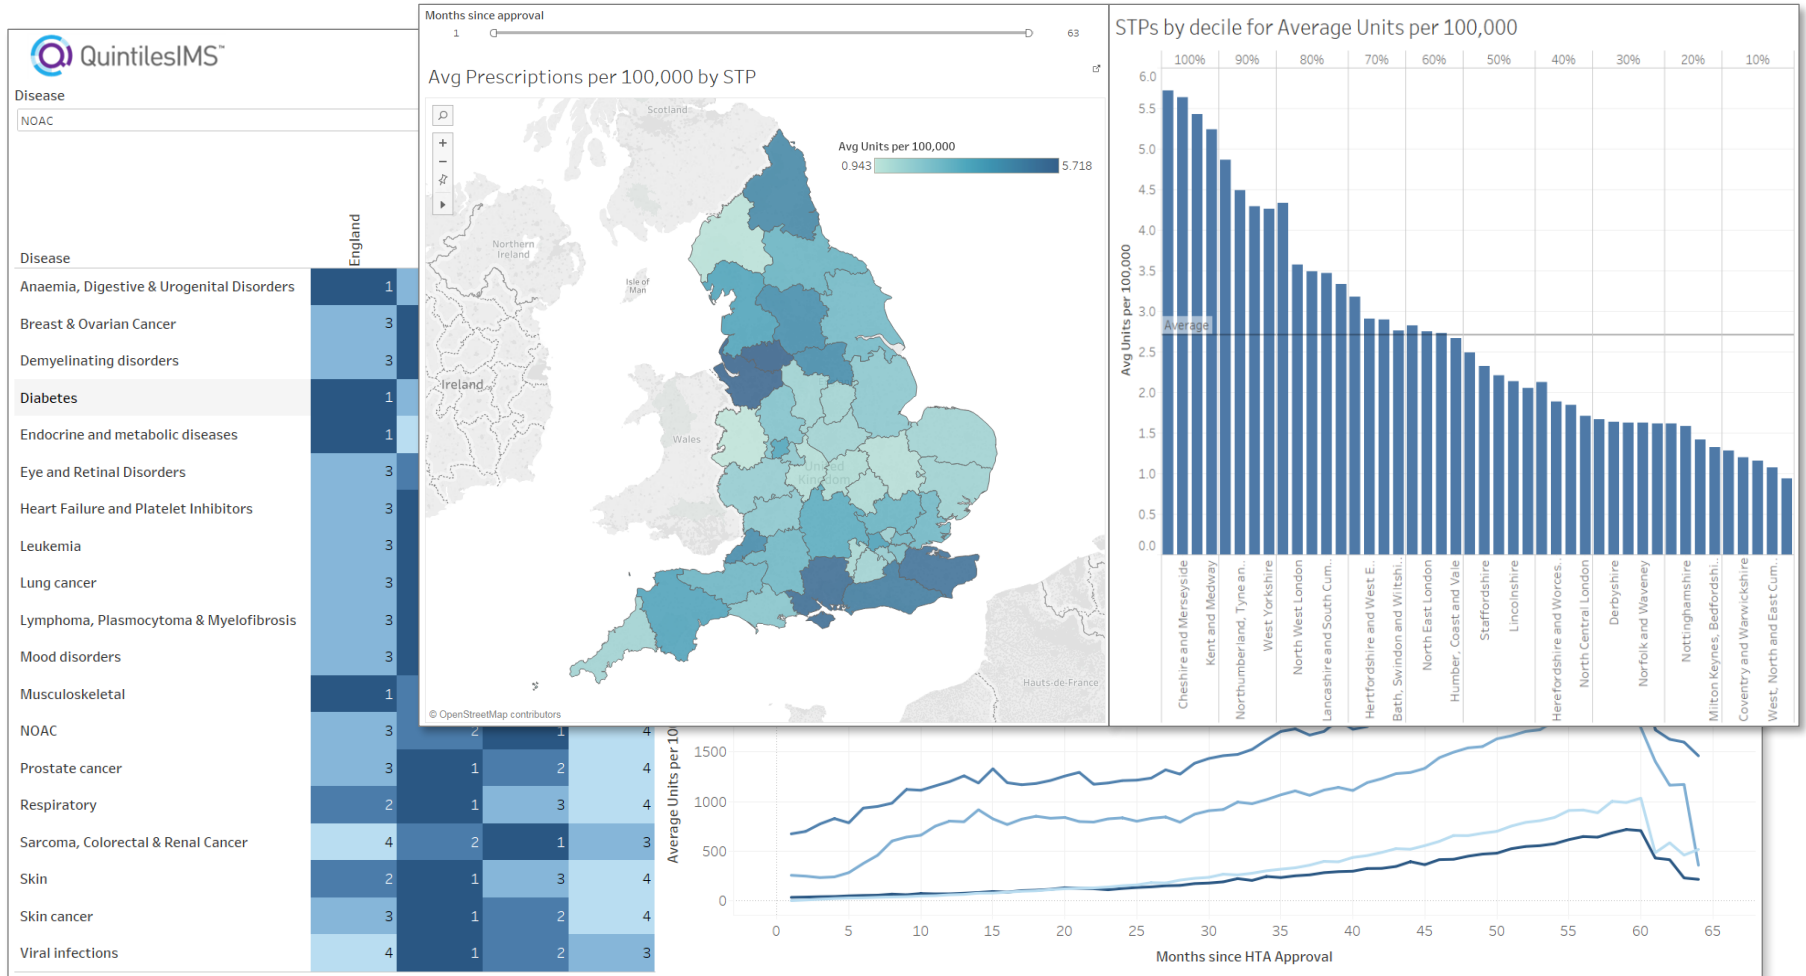 QuintilesIMS™
Disease
NOAC
Disease
England
Anaemia, Digestive & Urogenital Disorders 1
Breast & Ovarian Cancer 3
Demyelinating disorders 3
Diabetes 1
Endocrine and metabolic diseases 1
Eye and Retinal Disorders 3
Heart Failure and Platelet Inhibitors 3
Leukemia 3
Lung cancer 3
Lymphoma, Plasmocytoma & Myelofibrosis 3
Mood disorders 3
Musculoskeletal 1
NOAC 3 2 1 4
Prostate cancer 3 1 2 4
Respiratory 2 1 3 4
Sarcoma, Colorectal & Renal Cancer 4 2 1 3
Skin 2 1 3 4
Skin cancer 3 1 2 4
Viral infections 4 1 2 3
Months since approval
1 63
Avg Prescriptions per 100,000 by STP
Scotland
Avg Units per 100,000
0.943 5.718
Northern
Ireland
Isle of
Man
Ireland
Wales
United
Kingdom
Hauts-de-France
© OpenStreetMap contributors
STPs by decile for Average Units per 100,000
100% 90% 80% 70% 60% 50% 40% 30% 20% 10%
Avg Units per 100,000
6.0
5.5
5.0
4.5
4.0
3.5
3.0
2.5
2.0
1.5
1.0
0.5
0.0
Average
Cheshire and Merseyside
Kent and Medway
Northumberland, Tyne an..
West Yorkshire
North West London
Lancashire and South Cum..
Hertfordshire and West E..
Bath, Swindon and Wiltshi..
North East London
Humber, Coast and Vale
Staffordshire
Lincolnshire
Herefordshire and Worces..
North Central London
Derbyshire
Norfolk and Waveney
Nottinghamshire
Milton Keynes, Bedfordshi..
Coventry and Warwickshire
West, North and East Cum..
Average Units per 10
1500
1000
500
0
0 5 10 15 20 25 30 35 40 45 50 55 60 65
Months since HTA Approval